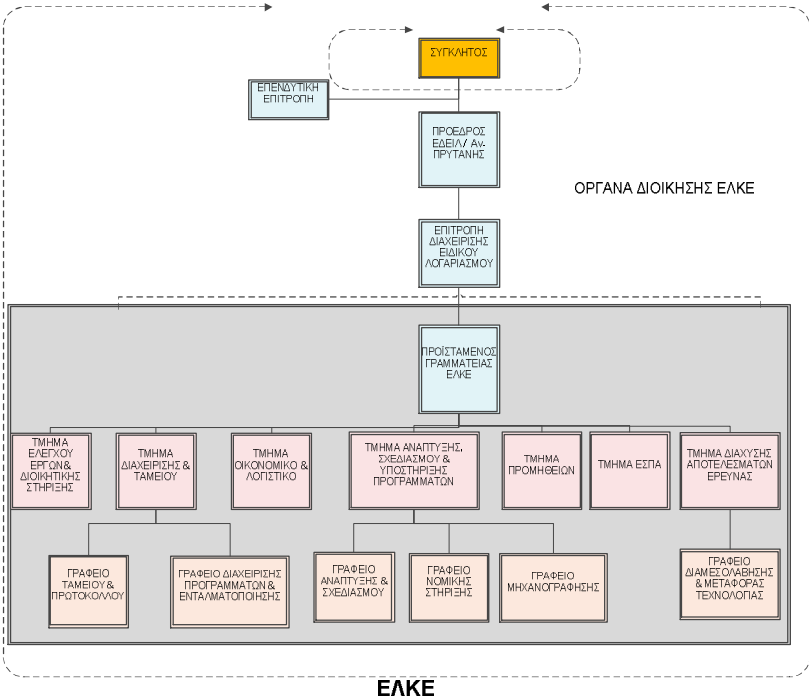 ΣΥΓΚΛΗΤΟΣ
ΕΠΕΝΔΥΤΙΚΗ
ΕΠΙΤΡΟΠΗ
ΠΡΟΕΔΡΟΣ
ΕΔΕΙΛ / Αν-
ΠΡΥΤΑΝΗΣ
ΟΡΓΑΝΑ ΔΙΟΙΚΗΣΗΣ ΕΛΚΕ
ΕΠΙΤΡΟΠΗ
ΔΙΑΧΕΙΡΙΣΗΣ
ΕΙΔΙΚΟΥ
ΛΟΓΑΡΙΑΣΜΟΥ
ΠΡΟΪΣΤΑΜΕΝΟΣ
ΓΡΑΜΜΑΤΕΙΑΣ
ΕΛΚΕ
ΤΜΗΜΑ
ΕΛΕΓΧΟΥ
ΕΡΓΩΝ &
ΔΙΟΙΚΗΤΙΚΗΣ
ΣΤΗΡΙΞΗΣ
ΤΜΗΜΑ
ΔΙΑΧΕΙΡΙΣΗΣ &
ΤΑΜΕΙΟΥ
ΤΜΗΜΑ
ΟΙΚΟΝΟΜΙΚΟ &
ΛΟΓΙΣΤΙΚΟ
ΤΜΗΜΑ ΑΝΑΠΤΥΞΗΣ,
ΣΧΕΔΙΑΣΜΟΥ &
ΥΠΟΣΤΗΡΙΞΗΣ
ΠΡΟΓΡΑΜΜΑΤΩΝ
ΤΜΗΜΑ
ΠΡΟΜΗΘΕΙΩΝ
ΤΜΗΜΑ ΕΣΠΑ
ΤΜΗΜΑ ΔΙΑΧΥΣΗΣ
ΑΠΟΤΕΛΕΣΜΑΤΩΝ
ΕΡΕΥΝΑΣ
ΓΡΑΦΕΙΟ
ΤΑΜΕΙΟΥ &
ΠΡΩΤΟΚΟΛΛΟΥ
ΓΡΑΦΕΙΟ ΔΙΑΧΕΙΡΙΣΗΣ
ΠΡΟΓΡΑΜΜΑΤΩΝ &
ΕΝΤΑΛΜΑΤΟΠΟΙΗΣΗΣ
ΓΡΑΦΕΙΟ
ΑΝΑΠΤΥΞΗΣ &
ΣΧΕΔΙΑΣΜΟΥ
ΓΡΑΦΕΙΟ
ΝΟΜΙΚΗΣ
ΣΤΗΡΙΞΗΣ
ΓΡΑΦΕΙΟ
ΜΗΧΑΝΟΓΡΑΦΗΣΗΣ
ΓΡΑΦΕΙΟ
ΔΙΑΜΕΣΟΛΑΒΗΣΗΣ
& ΜΕΤΑΦΟΡΑΣ
ΤΕΧΝΟΛΟΓΙΑΣ
ΕΛΚΕ